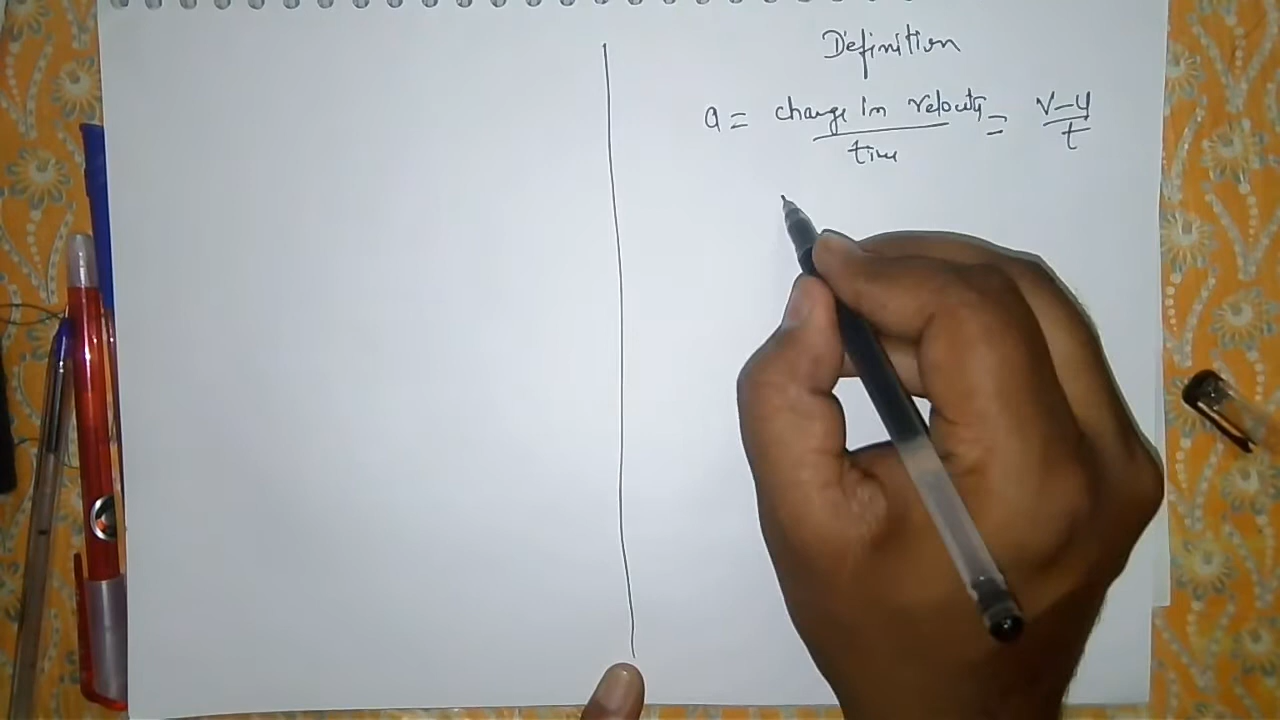 Definition
a = change in velocity / time = v-u / t